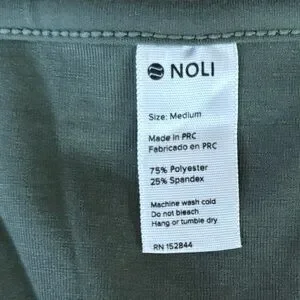 NOLI
Size: Medium
Made in PRC
Fabricado en PRC
75% Polyester
25% Spandex
Machine wash cold
Do not bleach
Hang or tumble dry
RN 152844